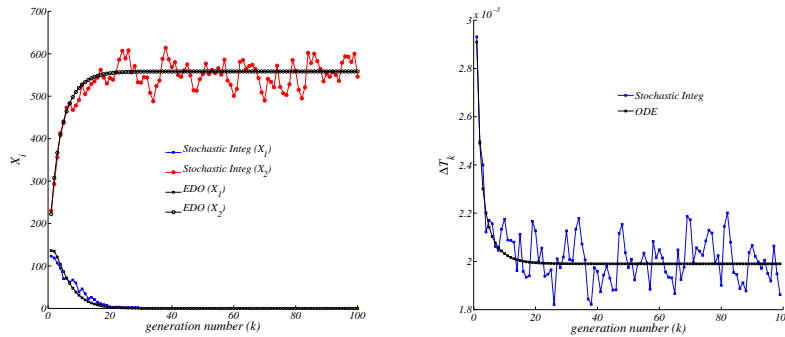 700
600
500
400
300
200
100
0
0
20
40
60
80
100
X_i
generation number (k)
Stochastic Integ (X_1)
Stochastic Integ (X_2)
EDO (X_1)
EDO (X_2)
3
x 10^-3
2.8
2.6
2.4
2.2
2
1.8
0
20
40
60
80
10
ΔT_k
generation number (k)
Stochastic Integ
ODE